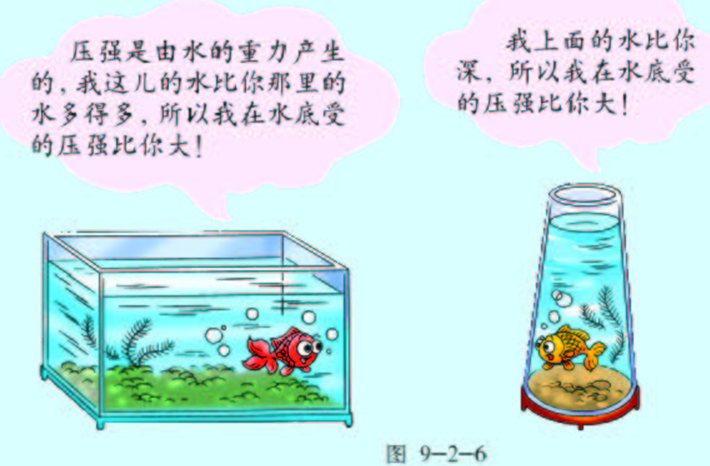 压强是由水的重力产生
的，我这儿的水比你那里的
水多得多，所以我在水底受
的压强比你大！
我上面的水比你
深，所以我在水底受
的压强比你大！
图 9-2-6